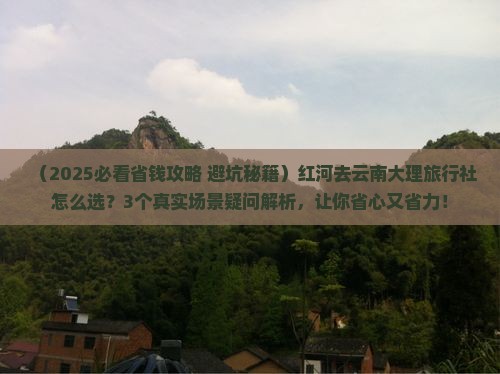 （2025必看省钱攻略 避坑秘籍）红河去云南大理旅行社
怎么选？3个真实场景疑问解析，让你省心又省力！